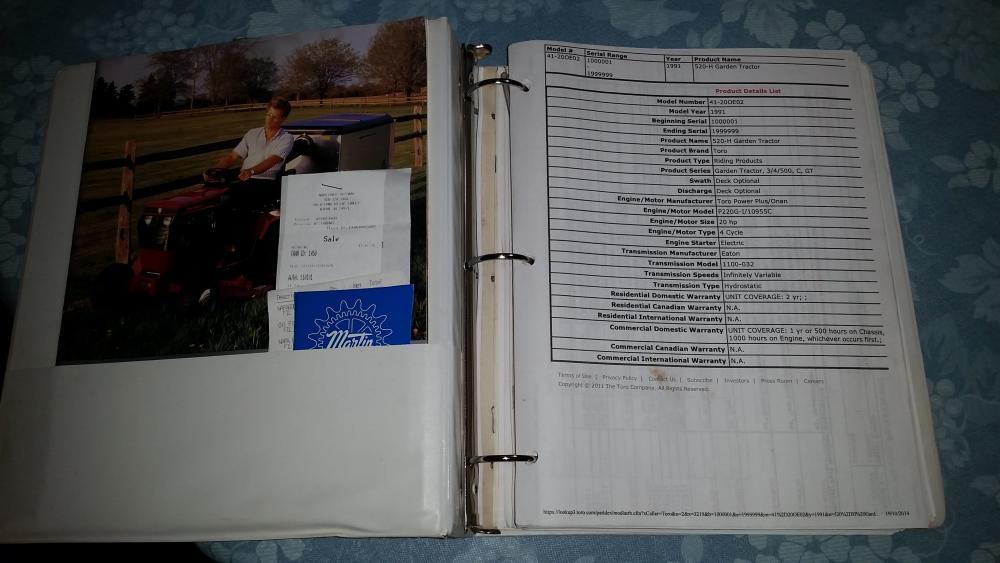 Sale
Martin
Model # Serial Range Year Product Name
41-20OE02 1000001 1991 520-H Garden Tractor
1999999
Product Details List
Model Number 41-20OE02
Model Year 1991
Beginning Serial 1000001
Ending Serial 1999999
Product Name 520-H Garden Tractor
Product Brand Toro
Product Type Riding Products
Product Series Garden Tractor, 3/4/500, C, GT
Swath Deck Optional
Discharge Deck Optional
Engine/Motor Manufacturer Toro Power Plus/Onan
Engine/Motor Model P220G-I/10955C
Engine/Motor Size 20 hp
Engine/Motor Type 4 Cycle
Engine Starter Electric
Transmission Manufacturer Eaton
Transmission Model 1100-032
Transmission Speeds Infinitely Variable
Transmission Type Hydrostatic
Residential Domestic Warranty UNIT COVERAGE: 2 yr; ;
Residential Canadian Warranty N.A.
Residential International Warranty N.A.
Commercial Domestic Warranty UNIT COVERAGE: 1 yr or 500 hours on Chassis,
1000 hours on Engine, whichever occurs first.;
Commercial Canadian Warranty N.A.
Commercial International Warranty N.A.
Terms of Use | Privacy Policy | Contact Us | Subscribe | Investors | Press Room | Careers
Copyright © 2011 The Toro Company. All Rights Reserved.